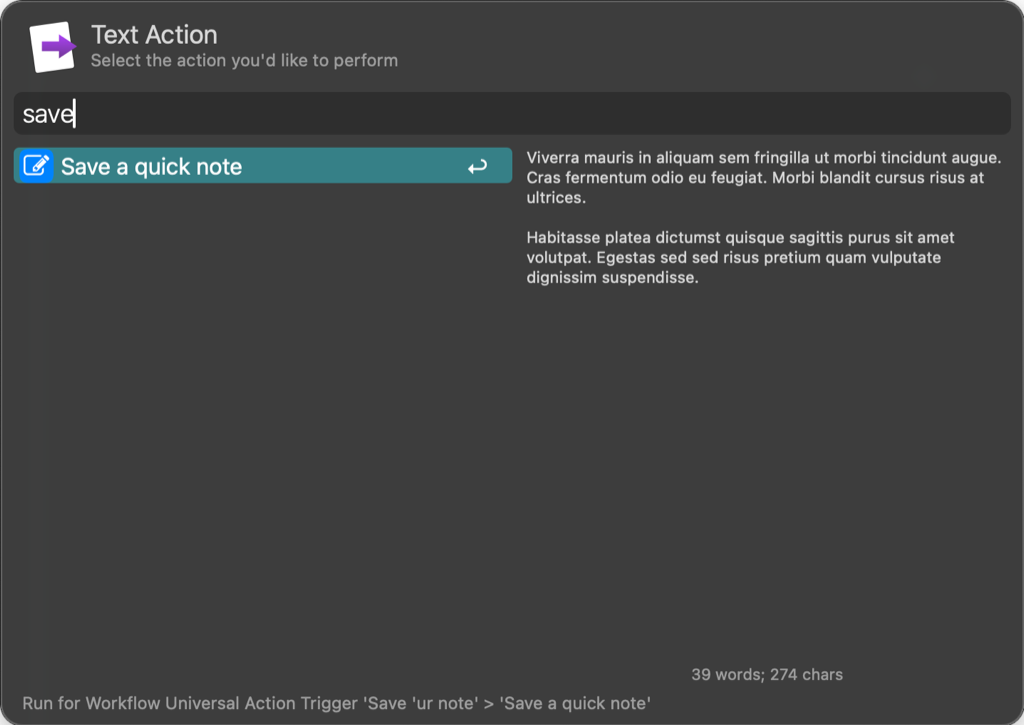 Text Action
Select the action you'd like to perform
save
Save a quick note
Viverra mauris in aliquam sem fringilla ut morbi tincidunt augue.
Cras fermentum odio eu feugiat. Morbi blandit cursus risus at
ultrices.
Habitasse platea dictumst quisque sagittis purus sit amet
volutpat. Egestas sed sed risus pretium quam vulputate
dignissim suspendisse.
39 words; 274 chars
Run for Workflow Universal Action Trigger 'Save 'ur note' > 'Save a quick note'